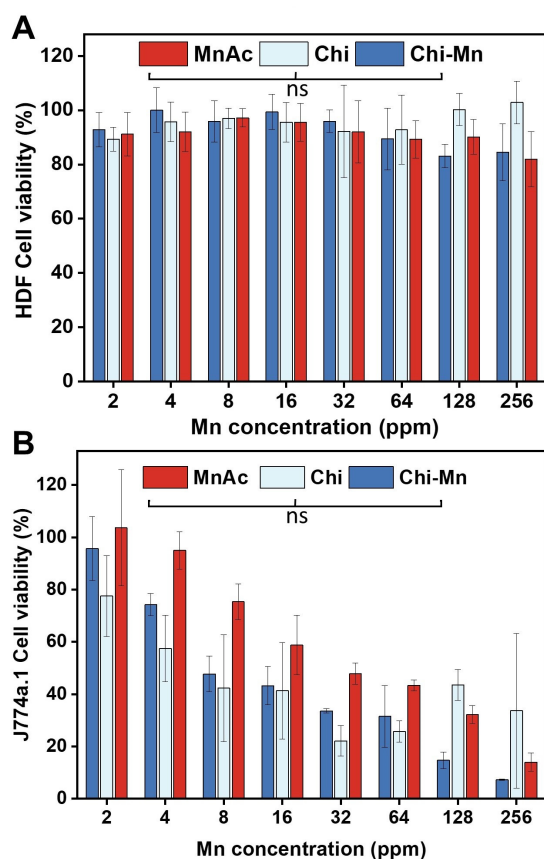 A
MnAc Chi Chi-Mn
ns
120
100
80
60
40
20
0
HDF Cell viability (%)
2 4 8 16 32 64 128 256
Mn concentration (ppm)
B
MnAc Chi Chi-Mn
ns
120
100
80
60
40
20
0
J774a.1 Cell viability (%)
2 4 8 16 32 64 128 256
Mn concentration (ppm)